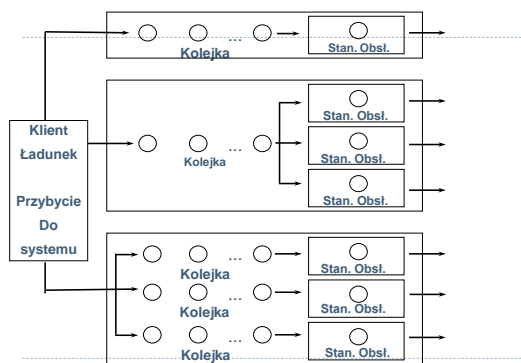 ... Stan. Obsł.
Kolejka
Stan. Obsł.
Klient
Ładunek
Przybycie
Do
systemu
...
Kolejka
Stan. Obsł.
Stan. Obsł.
...
Kolejka
Stan. Obsł.
...
Kolejka
Stan. Obsł.
...
Kolejka
Stan. Obsł.